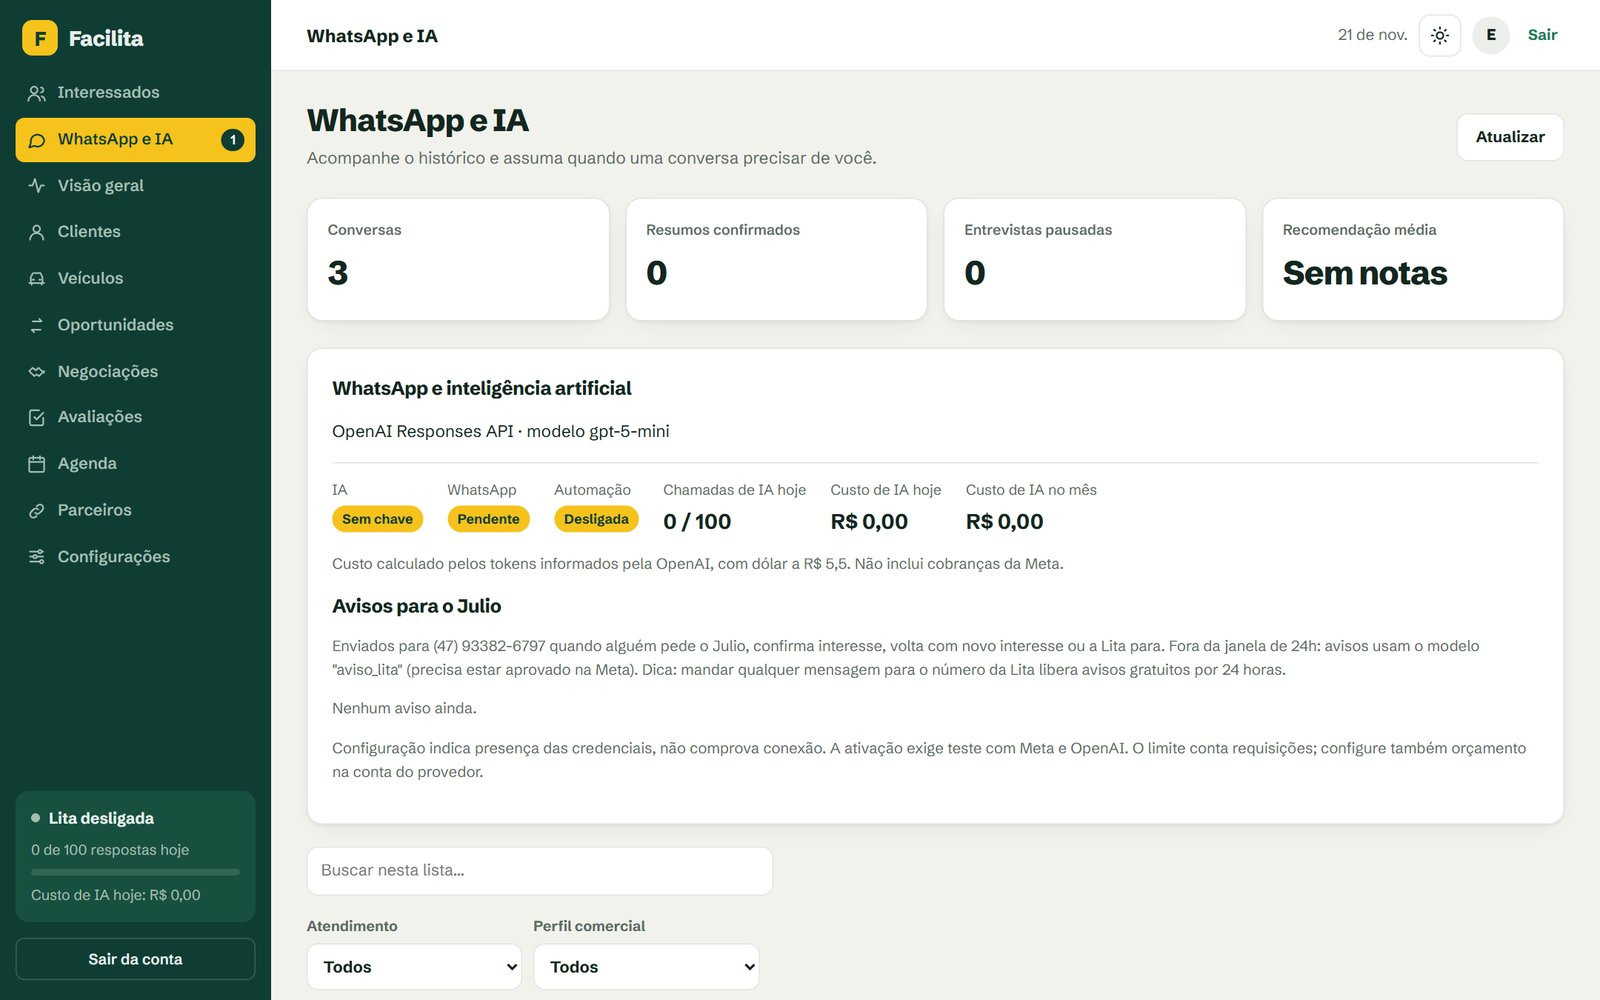 F Facilita
Interessados
WhatsApp e IA 1
Visão geral
Clientes
Veículos
Oportunidades
Negociações
Avaliações
Agenda
Parceiros
Configurações
Lita desligada
0 de 100 respostas hoje
Custo de IA hoje: R$ 0,00
Sair da conta
WhatsApp e IA
21 de nov.
E
Sair
WhatsApp e IA
Acompanhe o histórico e assuma quando uma conversa precisar de você.
Atualizar
Conversas
3
Resumos confirmados
0
Entrevistas pausadas
0
Recomendação média
Sem notas
WhatsApp e inteligência artificial
OpenAI Responses API · modelo gpt-5-mini
IA
Sem chave
WhatsApp
Pendente
Automação
Desligada
Chamadas de IA hoje
0 / 100
Custo de IA hoje
R$ 0,00
Custo de IA no mês
R$ 0,00
Custo calculado pelos tokens informados pela OpenAI, com dólar a R$ 5,5. Não inclui cobranças da Meta.
Avisos para o Julio
Enviados para (47) 93382-6797 quando alguém pede o Julio, confirma interesse, volta com novo interesse ou a Lita para. Fora da janela de 24h: avisos usam o modelo
"aviso_lita" (precisa estar aprovado na Meta). Dica: mandar qualquer mensagem para o número da Lita libera avisos gratuitos por 24 horas.
Nenhum aviso ainda.
Configuração indica presença das credenciais, não comprova conexão. A ativação exige teste com Meta e OpenAI. O limite conta requisições; configure também orçamento
na conta do provedor.
Buscar nesta lista...
Atendimento
Todos
Perfil comercial
Todos